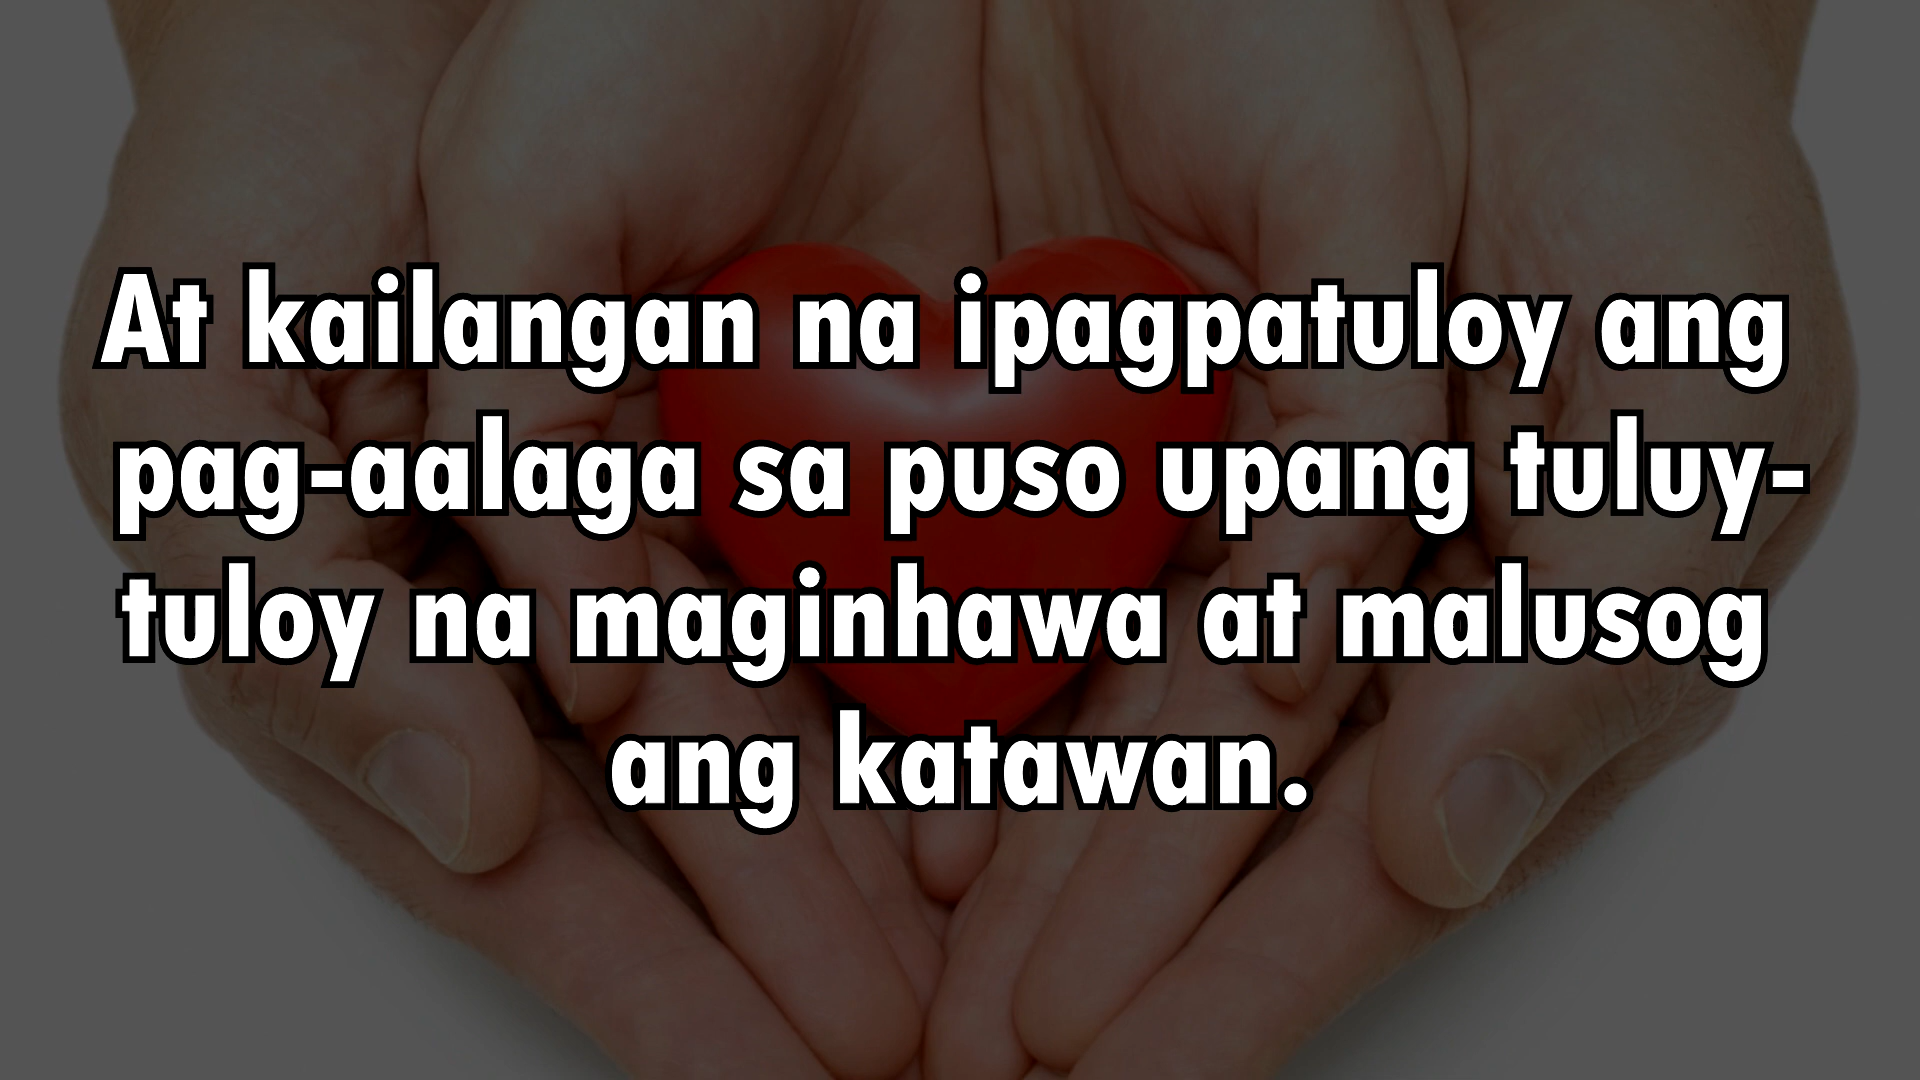 At kailangan na ipagpatuloy ang
pag-aalaga sa puso upang tuluy-
tuloy na maginhawa at malusog
ang katawan.